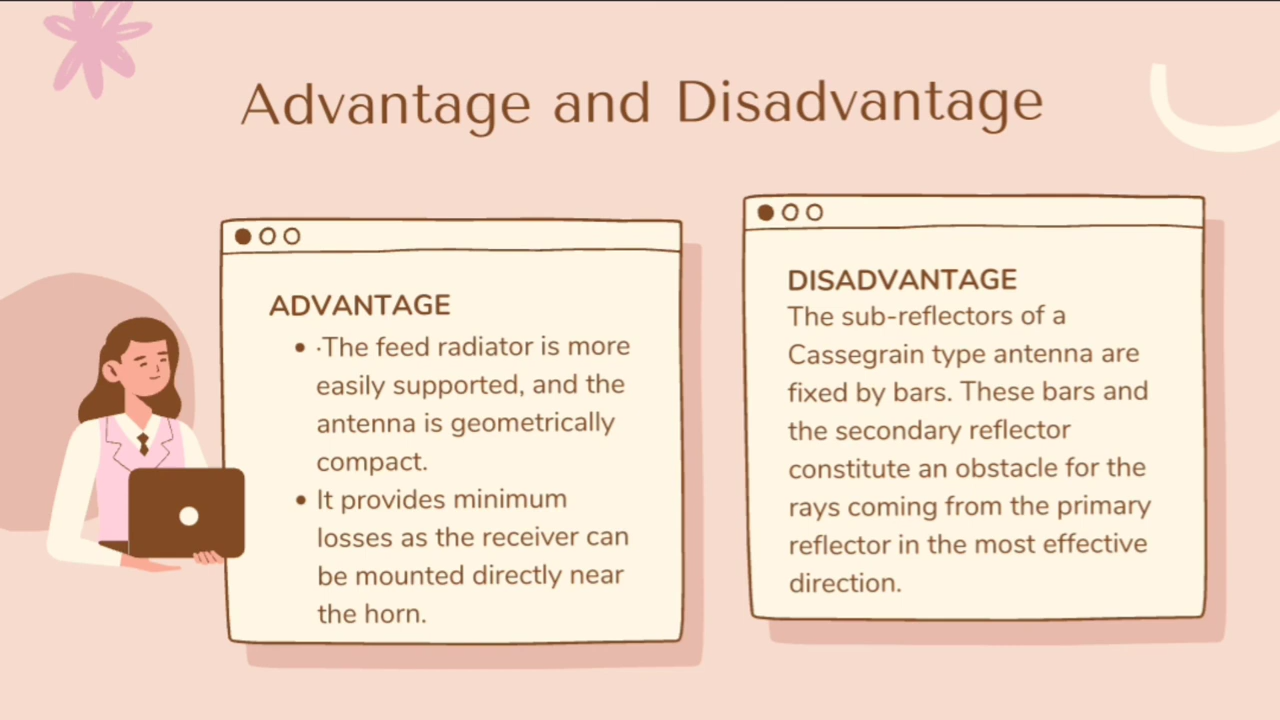 Advantage and Disadvantage
ADVANTAGE
• ·The feed radiator is more
easily supported, and the
antenna is geometrically
compact.
• It provides minimum
losses as the receiver can
be mounted directly near
the horn.
DISADVANTAGE
The sub-reflectors of a
Cassegrain type antenna are
fixed by bars. These bars and
the secondary reflector
constitute an obstacle for the
rays coming from the primary
reflector in the most effective
direction.